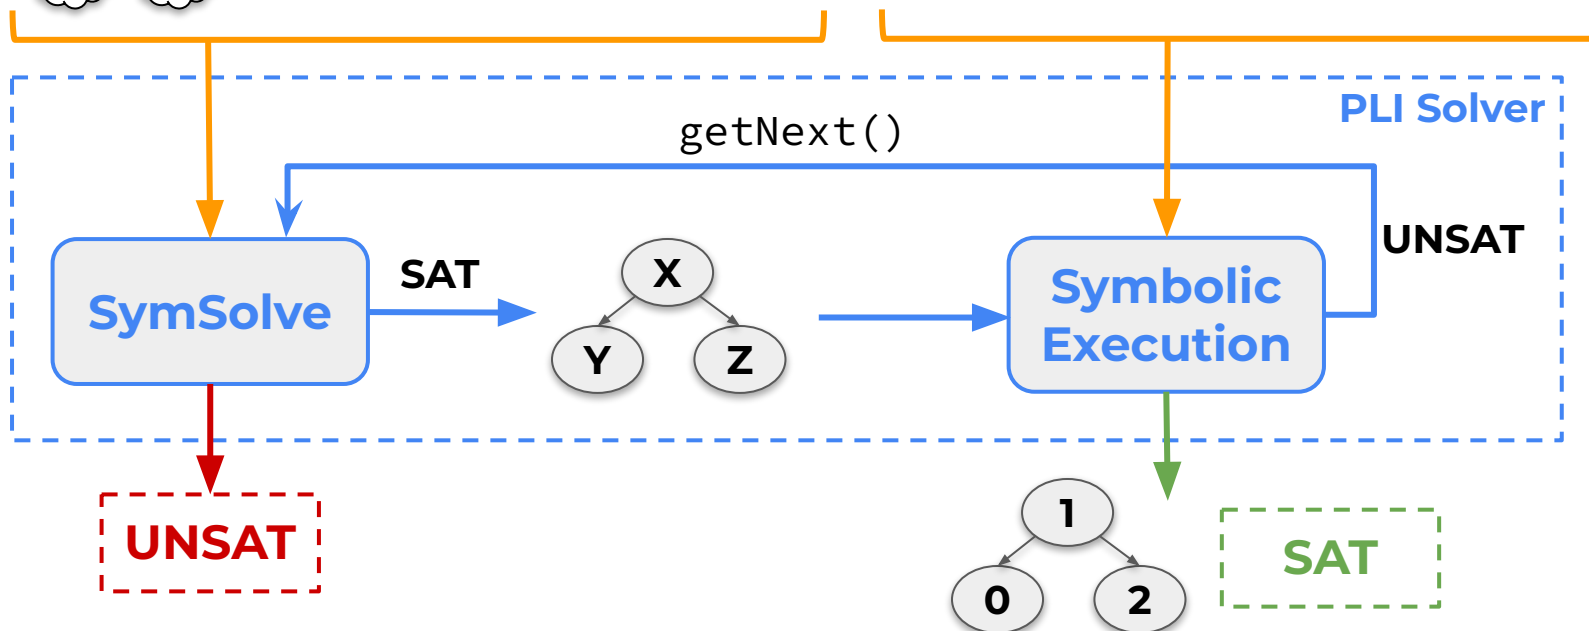 PLI Solver
getNext()
UNSAT
SAT
SymSolve
X
Y
Z
Symbolic
Execution
UNSAT
1
0
2
SAT